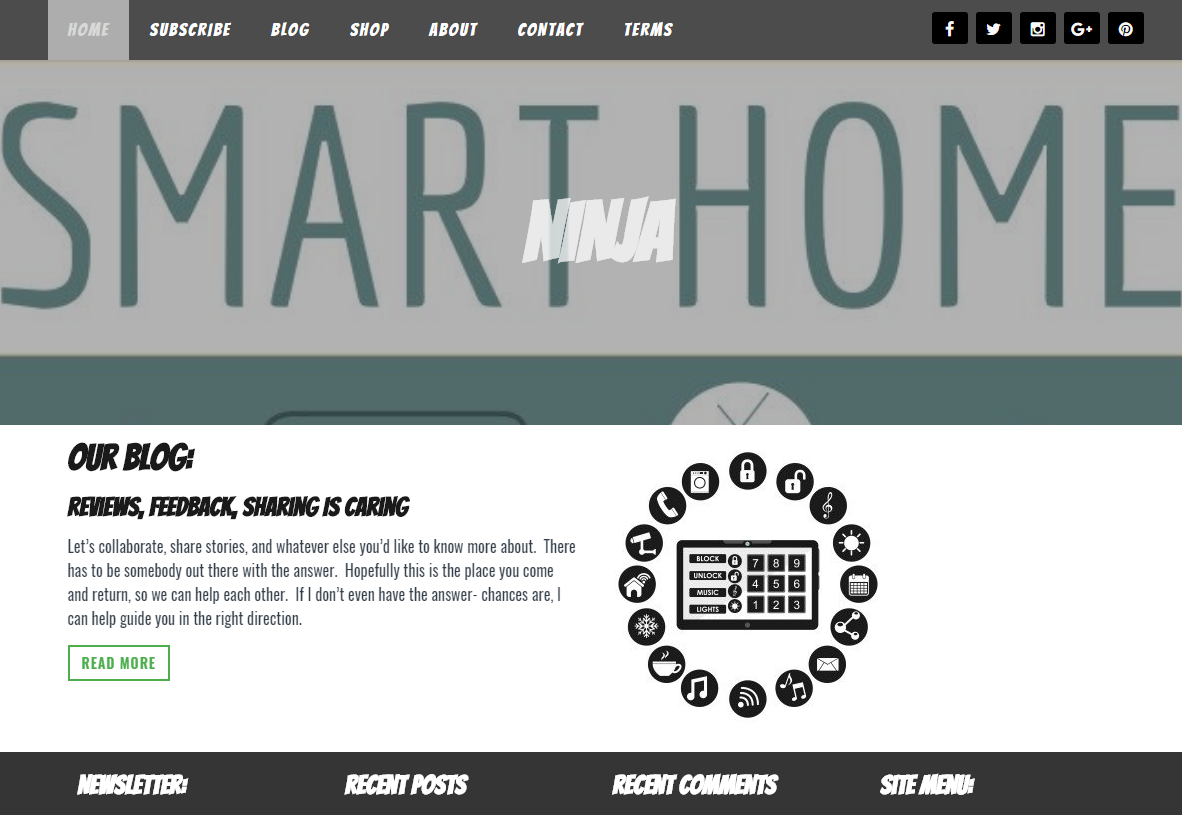 HOME SUBSCRIBE BLOG SHOP ABOUT CONTACT TERMS
SMART HOME
NINJA
OUR BLOG:
REVIEWS, FEEDBACK, SHARING IS CARING
Let’s collaborate, share stories, and whatever else you’d like to know more about.  There
has to be somebody out there with the answer.  Hopefully this is the place you come
and return, so we can help each other.  If I don’t even have the answer- chances are, I
can help guide you in the right direction.
READ MORE
BLOCK 7 8 9
UNLOCK 4 5 6
MUSIC
LIGHTS 1 2 3
NEWSLETTER: RECENT POSTS RECENT COMMENTS SITE MENU: